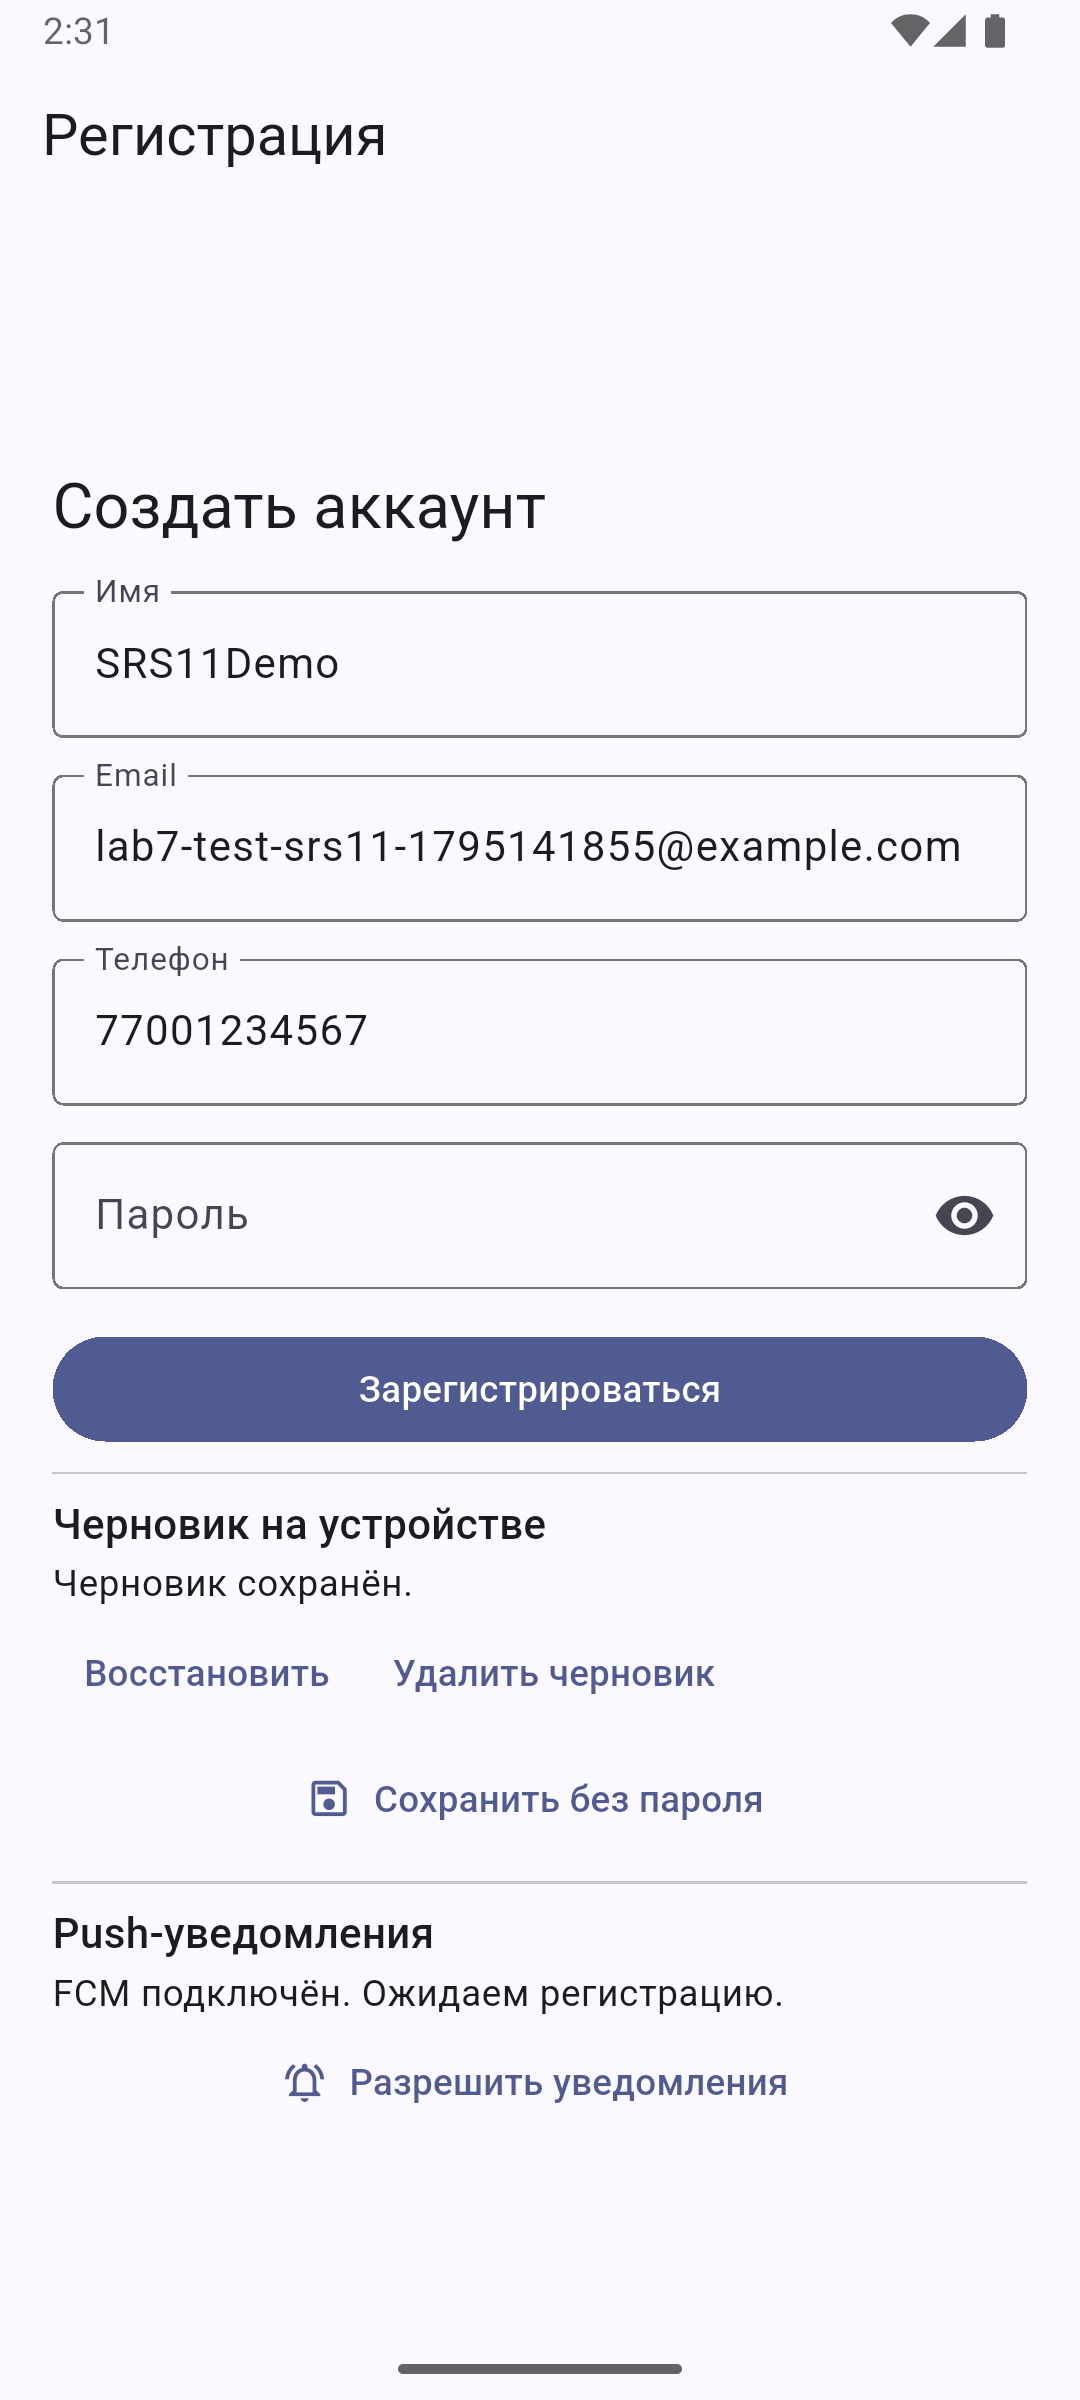 2:31
Регистрация
Создать аккаунт
Имя
SRS11Demo
Email
lab7-test-srs11-1795141855@example.com
Телефон
77001234567
Пароль
Зарегистрироваться
Черновик на устройстве
Черновик сохранён.
Восстановить Удалить черновик
Сохранить без пароля
Push-уведомления
FCM подключён. Ожидаем регистрацию.
Разрешить уведомления